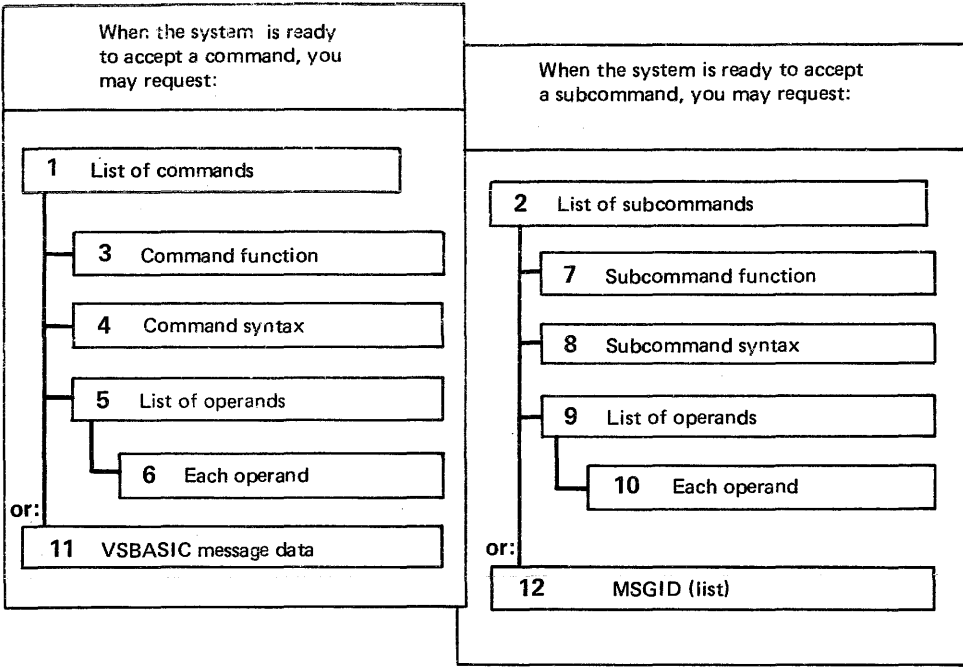 When the system is ready
to accept a command, you
may request:
1 List of commands
3 Command function
4 Command syntax
5 List of operands
6 Each operand
or:
11 VSBASIC message data
When the system is ready to accept
a subcommand, you may request:
2 List of subcommands
7 Subcommand function
8 Subcommand syntax
9 List of operands
10 Each operand
or:
12 MSGID (list)